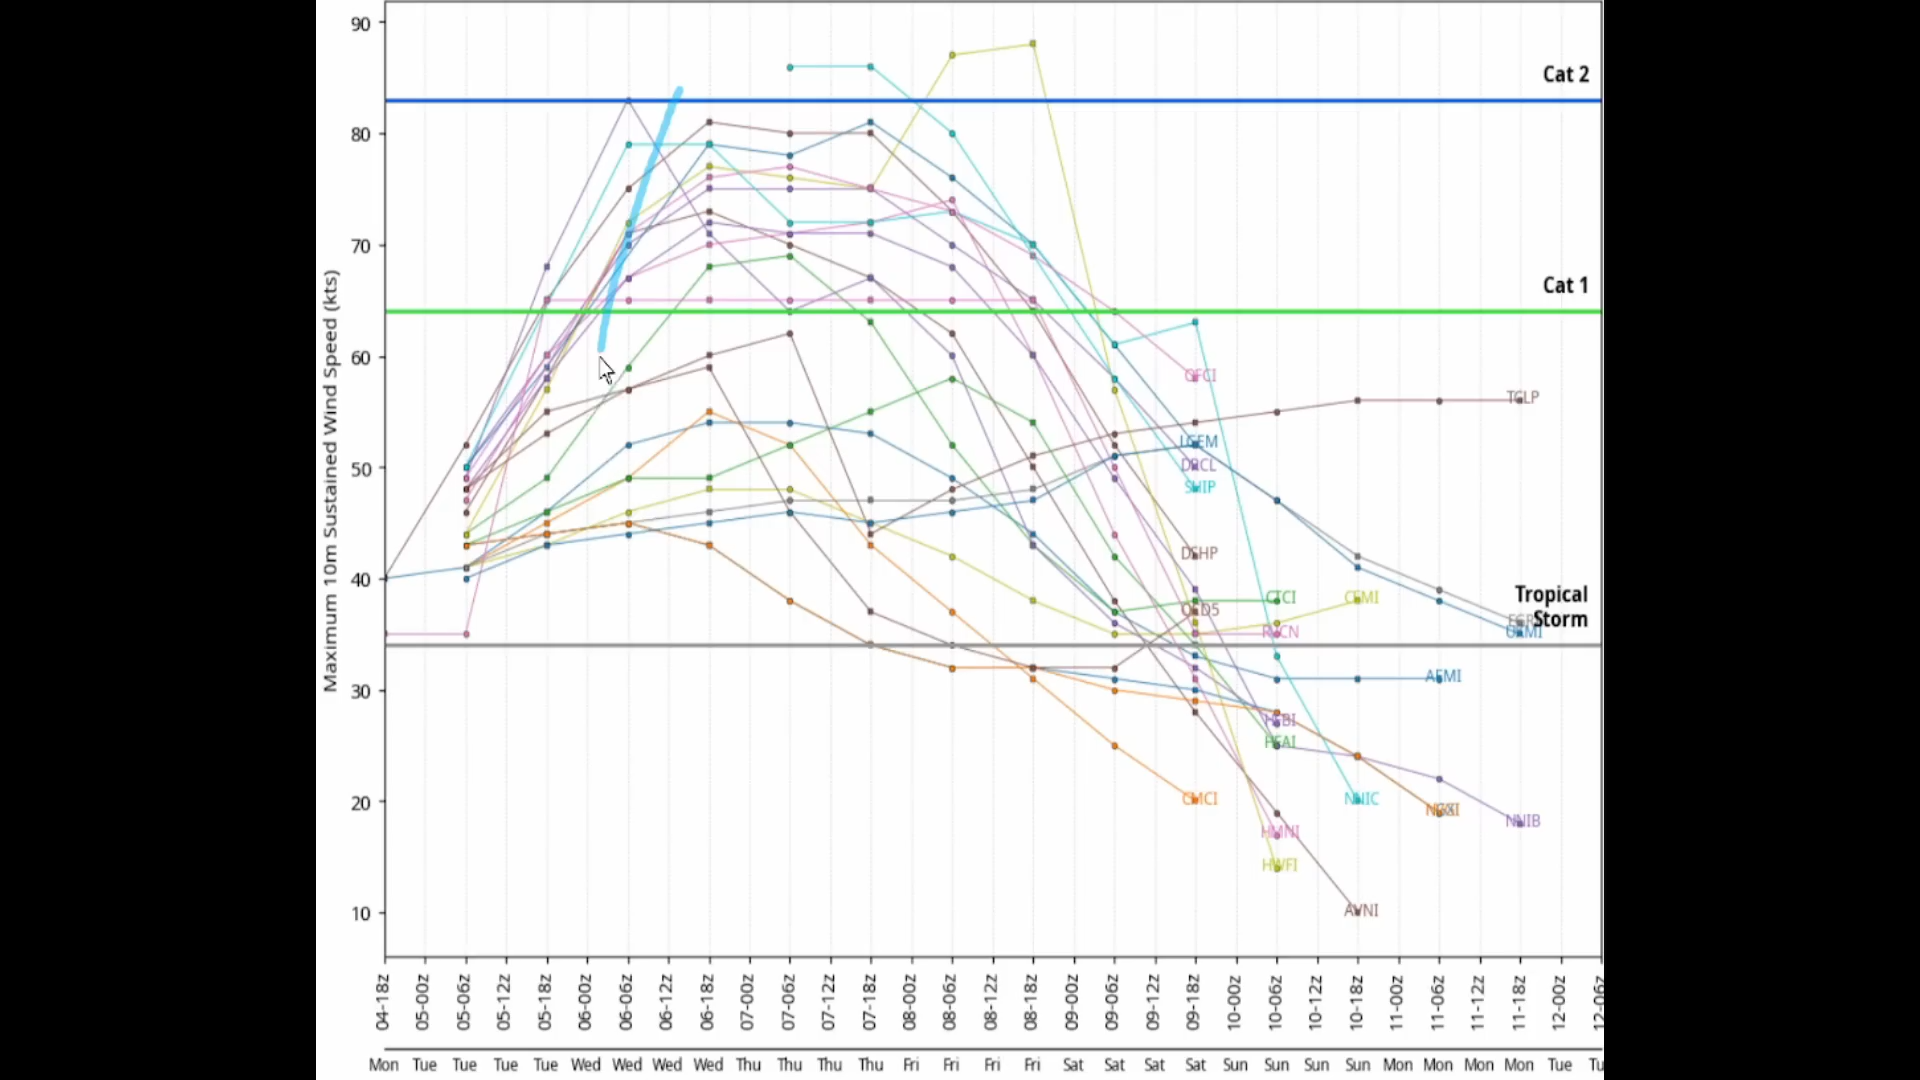 90
Cat 2
80
70
Cat 1
60
50
40
30
20
10
Maximum 10m Sustained Wind Speed (kts)
CFCI
TCLP
LGEM
DRCL
SHIP
DSHP
CTCI
CEMI
Tropical
Storm
UKMI
AEMI
HFAI
CMCI
NNIC
NNIB
HMNI
HWFI
AVNI
04-18z 05-00z 05-06z 05-12z 05-18z 06-00z 06-06z 06-12z 06-18z 07-00z 07-06z 07-12z 07-18z 08-00z 08-06z 08-12z 08-18z 09-00z 09-06z 09-12z 09-18z 10-00z 10-06z 10-12z 10-18z 11-00z 11-06z 11-12z 11-18z 12-00z 12-06z
Mon Tue Tue Tue Tue Wed Wed Wed Wed Thu Thu Thu Thu Fri Fri Fri Fri Sat Sat Sat Sat Sun Sun Sun Sun Mon Mon Mon Mon Tue Tu